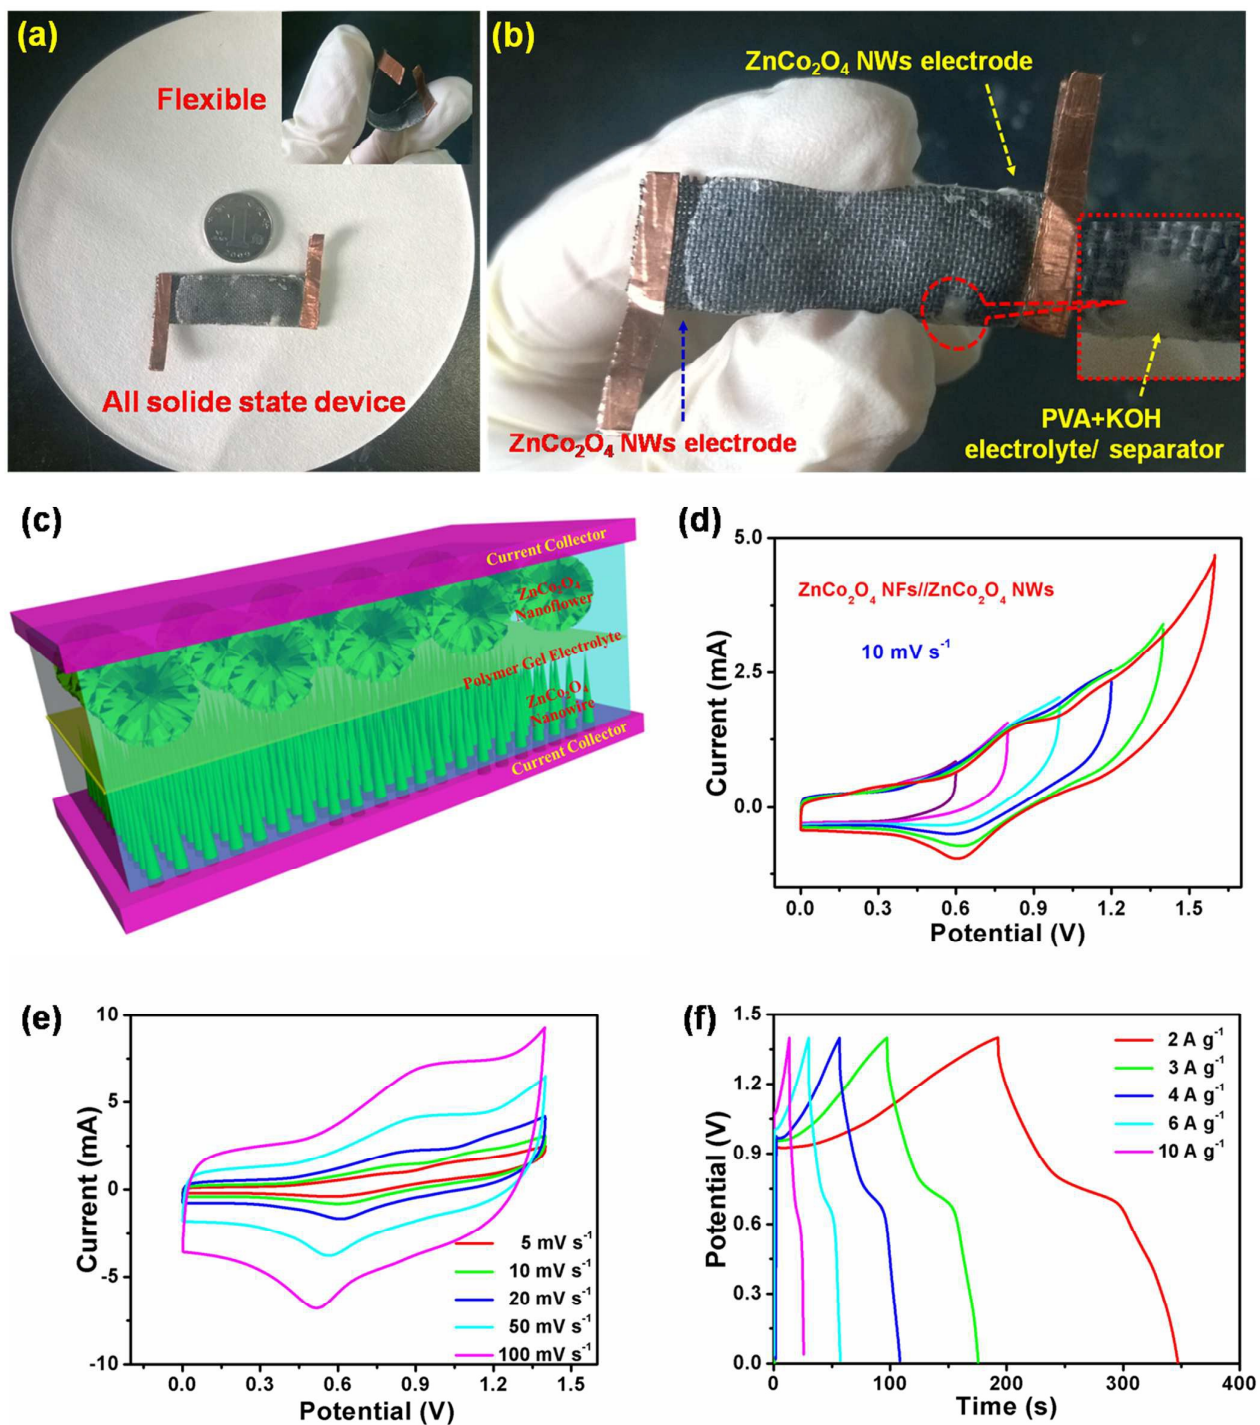 (a)
Flexible
1
All solide state device
(b)
ZnCo₂O₄ NWs electrode
ZnCo₂O₄ NWs electrode
PVA+KOH
electrolyte/ separator
(c)
Current Collector
ZnCo₂O₄
Nanoflower
Polymer Gel Electrolyte
ZnCo₂O₄
Nanowire
Current Collector
(d)
5.0
2.5
0.0
Current (mA)
ZnCo₂O₄ NFs//ZnCo₂O₄ NWs
10 mV s⁻¹
0.0 0.3 0.6 0.9 1.2 1.5
Potential (V)
(e)
10
5
0
-5
-10
Current (mA)
5 mV s⁻¹
10 mV s⁻¹
20 mV s⁻¹
50 mV s⁻¹
100 mV s⁻¹
0.0 0.3 0.6 0.9 1.2 1.5
Potential (V)
(f)
1.5
1.2
0.9
0.6
0.3
0.0
Potential (V)
2 A g⁻¹
3 A g⁻¹
4 A g⁻¹
6 A g⁻¹
10 A g⁻¹
0 100 200 300 400
Time (s)